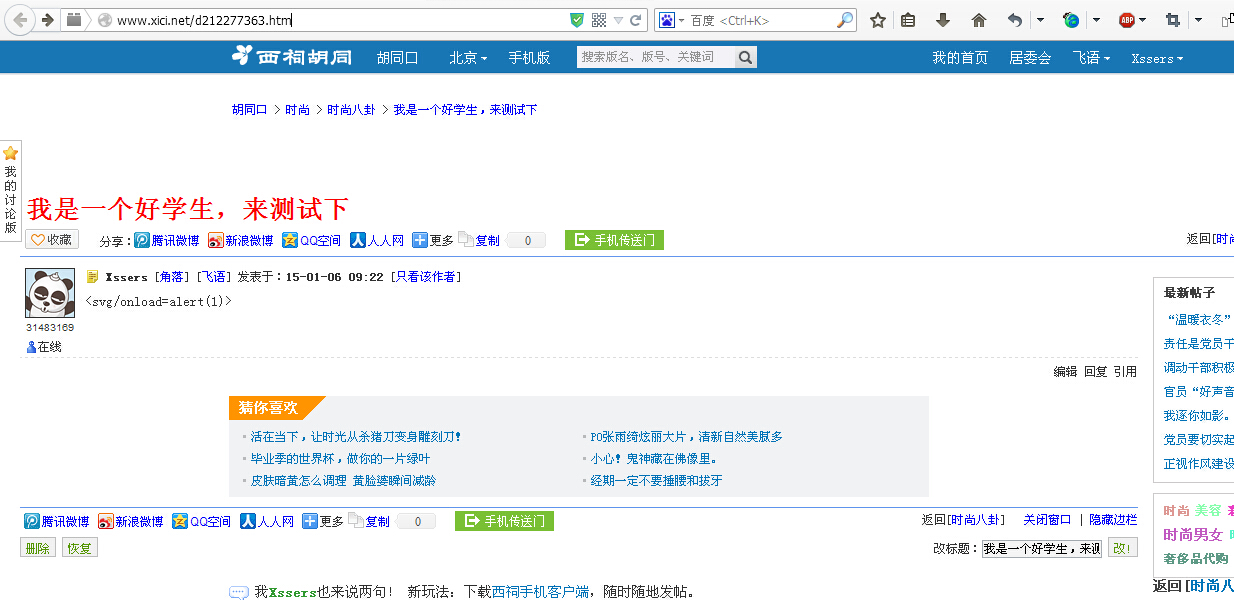 www.xici.net/d212277363.htm
百度 <Ctrl+K>
ABP
西祠胡同 胡同口 北京 手机版 搜索版名、版号、关键词 我的首页 居委会 飞语 Xssers
胡同口 > 时尚 > 时尚八卦 > 我是一个好学生，来测试下
我的讨论版
我是一个好学生，来测试下
收藏 分享：腾讯微博 新浪微博 QQ空间 人人网 更多 复制 0 手机传送门 返回[时尚
Xssers [角落] [飞语] 发表于：15-01-06 09:22 [只看该作者]
<svg/onload=alert(1)>
31483169
在线
编辑 回复 引用
最新帖子
“温暖衣冬”
责任是党员干
调动干部积极
官员“好声音
我逐你如影。
党员要切实起
正视作风建设
猜你喜欢
活在当下，让时光从杀猪刀变身雕刻刀！
PO张雨绮炫丽大片，清新自然美腻多
毕业季的世界杯，做你的一片绿叶
小心！鬼神藏在佛像里。
皮肤暗黄怎么调理 黄脸婆瞬间减龄
经期一定不要捶腰和拔牙
腾讯微博 新浪微博 QQ空间 人人网 更多 复制 0 手机传送门 返回[时尚八卦] 关闭窗口 | 隐藏边栏
删除 恢复 改标题：我是一个好学生，来测 改!
时尚 美容
时尚男女
奢侈品代购
返回[时尚八
我Xssers也来说两句！ 新玩法：下载西祠手机客户端，随时随地发帖。